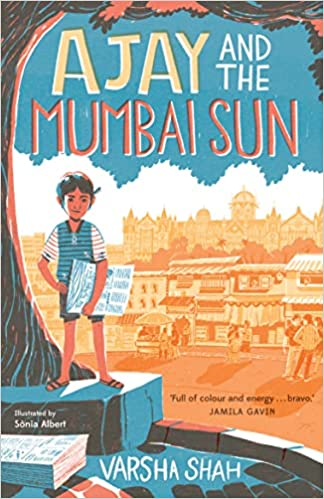 AJAY AND
THE
MUMBAI SUN
'Full of colour and energy ... bravo.'
JAMILA GAVIN
Illustrated by
Sònia Albert
VARSHA SHAH